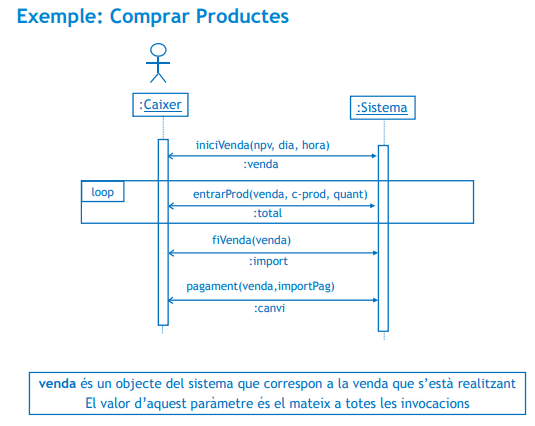 Exemple: Comprar Productes
:Caixer
:Sistema
iniciVenda(npv, dia, hora)
:venda
loop
entrarProd(venda, c-prod, quant)
:total
fiVenda(venda)
:import
pagament(venda,importPag)
:canvi
venda és un objecte del sistema que correspon a la venda que s'està realitzant
El valor d'aquest paràmetre és el mateix a totes les invocacions